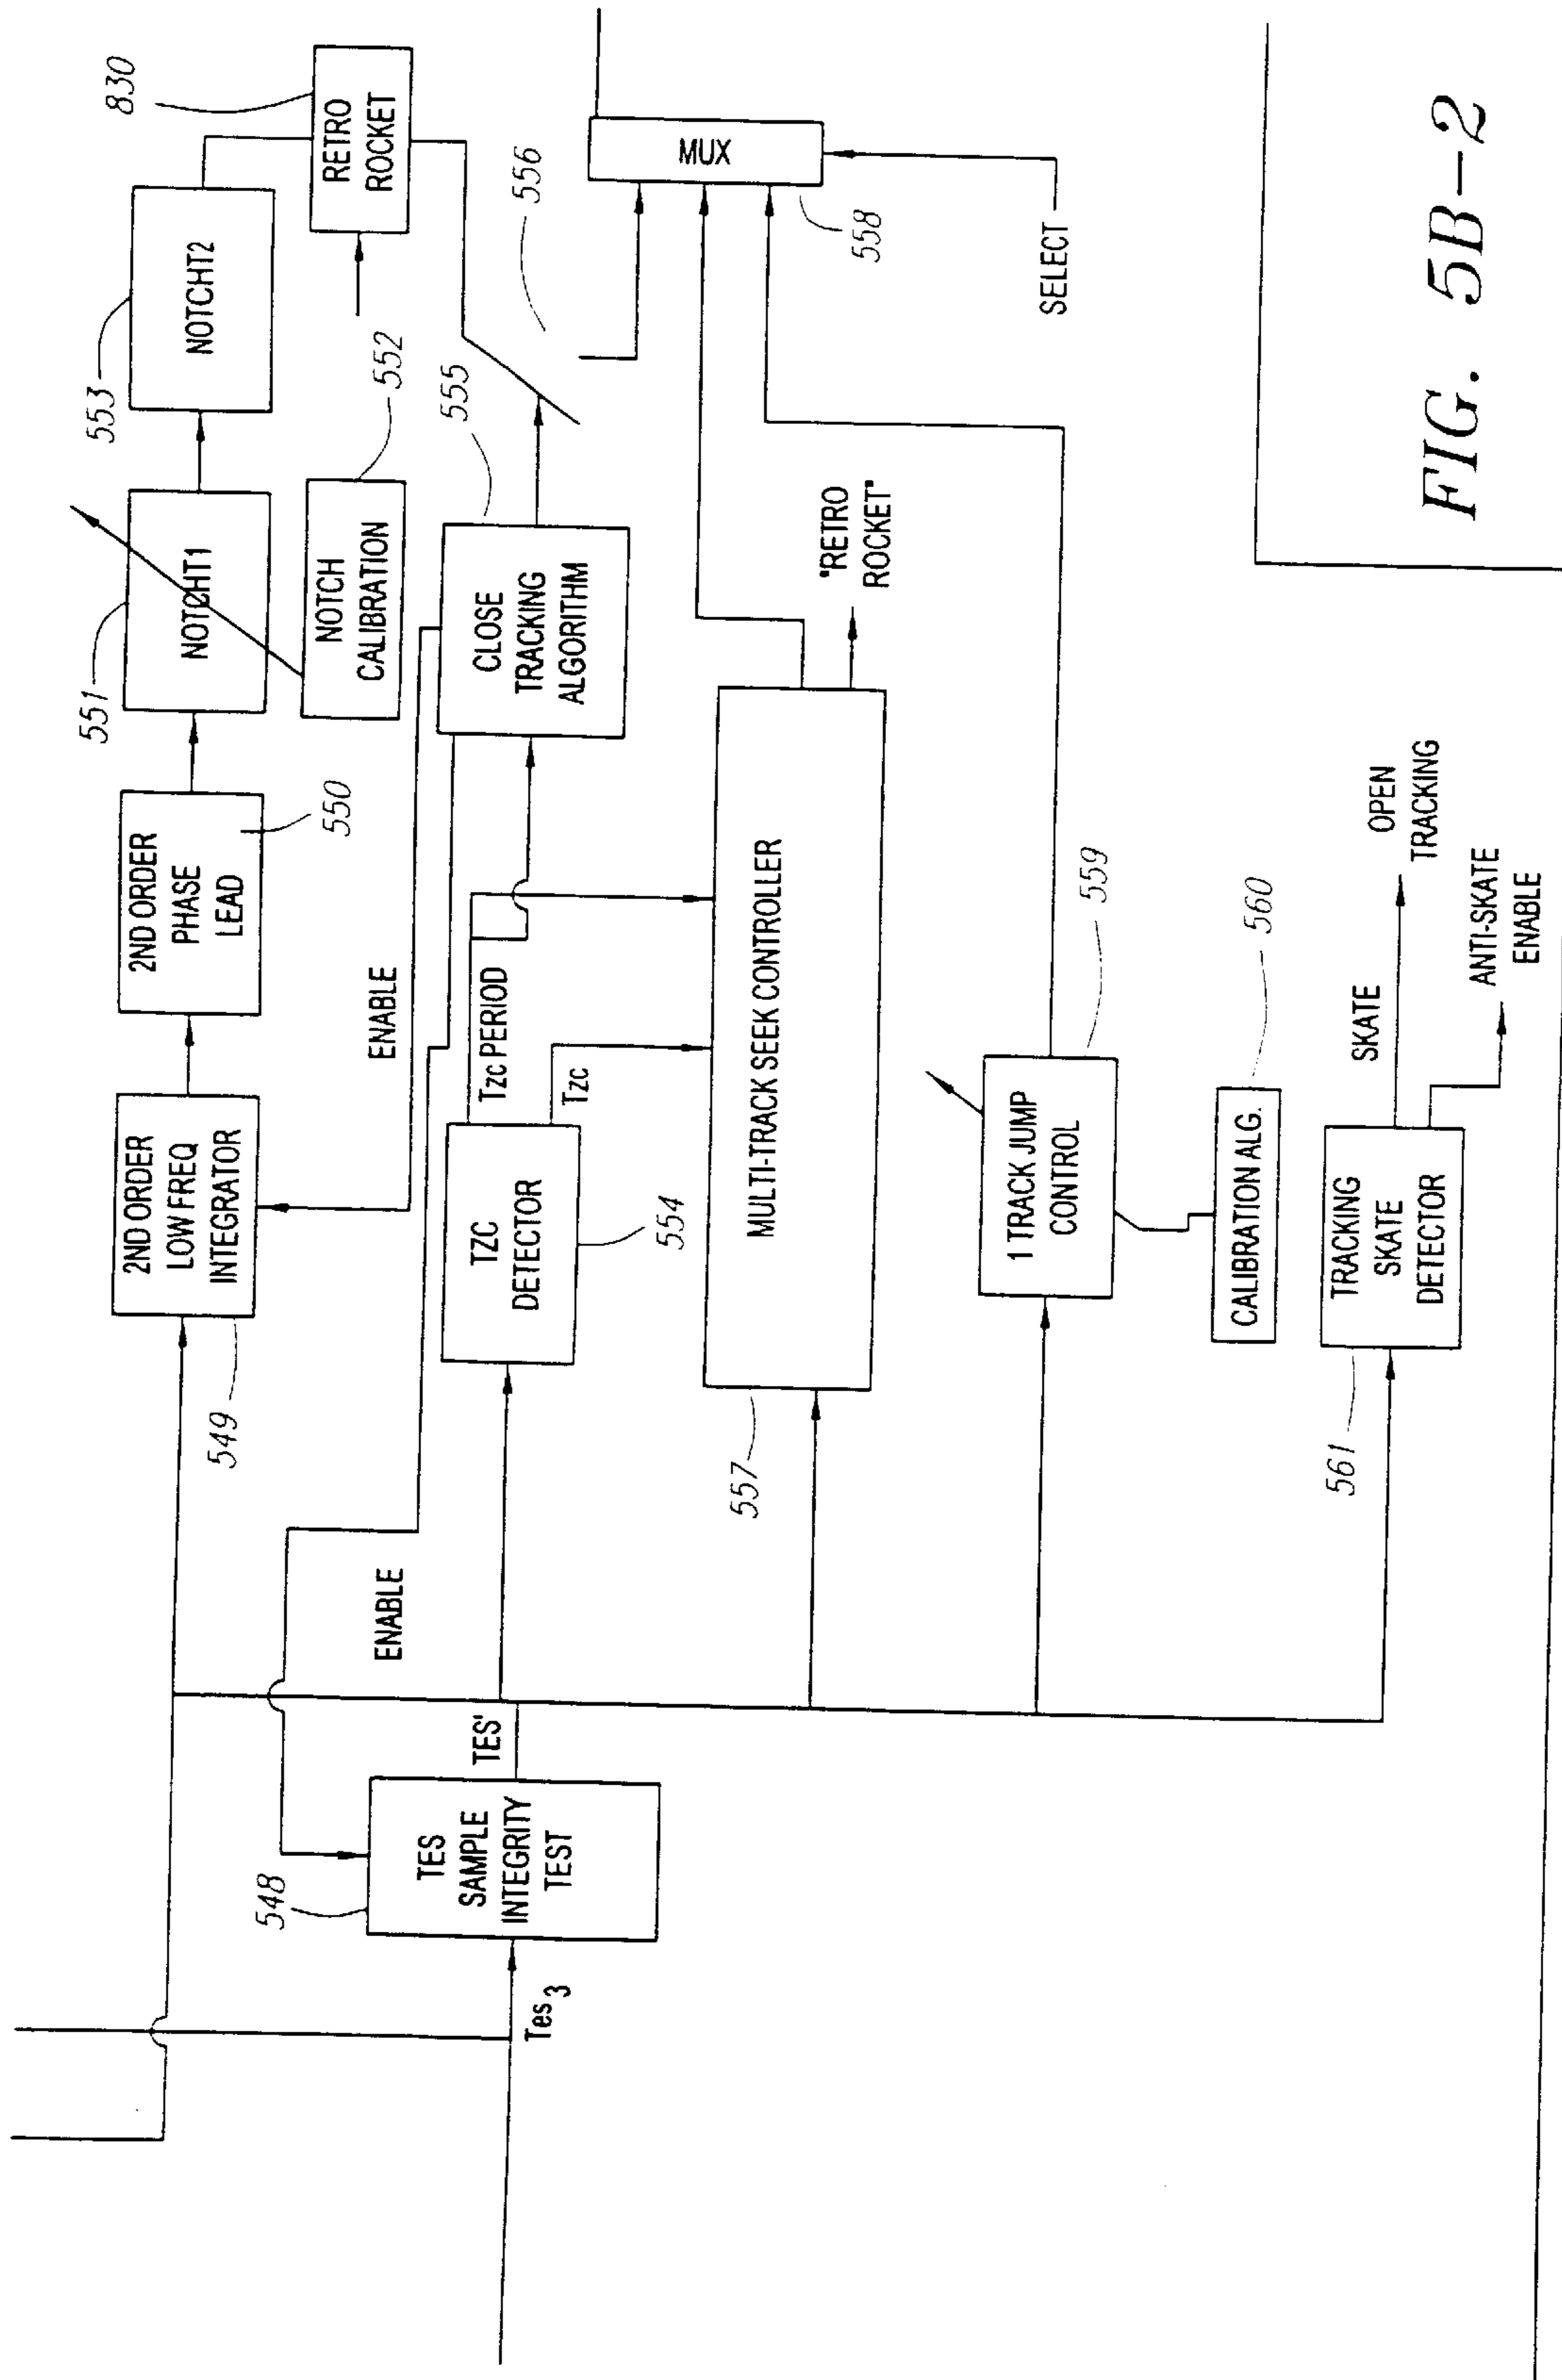 830
RETRO
ROCKET
553
NOTCHT2
551
NOTCHT1
552
NOTCH
CALIBRATION
550
2ND ORDER
PHASE
LEAD
549
2ND ORDER
LOW FREQ
INTEGRATOR
ENABLE
ENABLE
555
CLOSE
TRACKING
ALGORITHM
556
MUX
558
SELECT
548
TES
SAMPLE
INTEGRITY
TEST
TES'
Tes3
TZC
DETECTOR
554
Tzc PERIOD
Tzc
MULTI-TRACK SEEK CONTROLLER
557
"RETRO
ROCKET"
1 TRACK JUMP
CONTROL
559
CALIBRATION ALG.
560
TRACKING
SKATE
DETECTOR
561
SKATE
OPEN
TRACKING
ANTI-SKATE
ENABLE
FIG. 5B-2